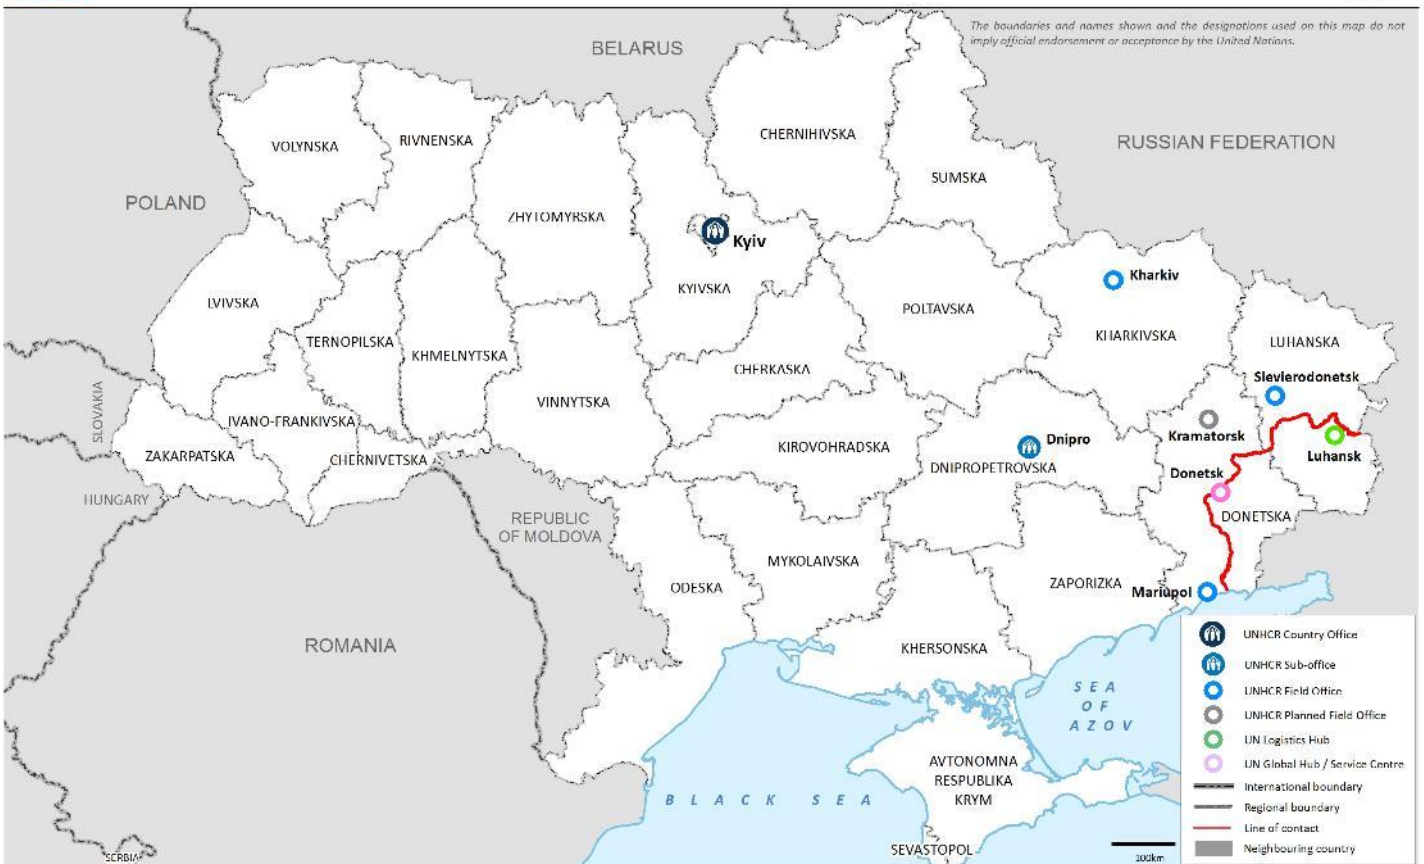 The boundaries and names shown and the designations used on this map do not
imply official endorsement or acceptance by the United Nations.
BELARUS
RUSSIAN FEDERATION
POLAND
SLOVAKIA
HUNGARY
REPUBLIC
OF MOLDOVA
ROMANIA
SERBIA
VOLYNSKA
RIVNENSKA
ZHYTOMYRSKA
CHERNIHIVSKA
SUMSKA
Kyiv
KYIVSKA
LVIVSKA
TERNOPILSKA
KHMELNYTSKA
POLTAVSKA
Kharkiv
KHARKIVSKA
LUHANSKA
CHERKASKA
Sievierodonetsk
VINNYTSKA
IVANO-FRANKIVSKA
ZAKARPATSKA
CHERNIVETSKA
KIROVOHRADSKA
Dnipro
DNIPROPETROVSKA
Kramatorsk
Luhansk
Donetsk
DONETSKA
MYKOLAIVSKA
ODESKA
ZAPORIZKA
Mariupol
KHERSONSKA
SEA
OF
AZOV
AVTONOMNA
RESPUBLIKA
KRYM
BLACK SEA
SEVASTOPOL
100km
UNHCR Country Office
UNHCR Sub-office
UNHCR Field Office
UNHCR Planned Field Office
UN Logistics Hub
UN Global Hub / Service Centre
International boundary
Regional boundary
Line of contact
Neighbouring country